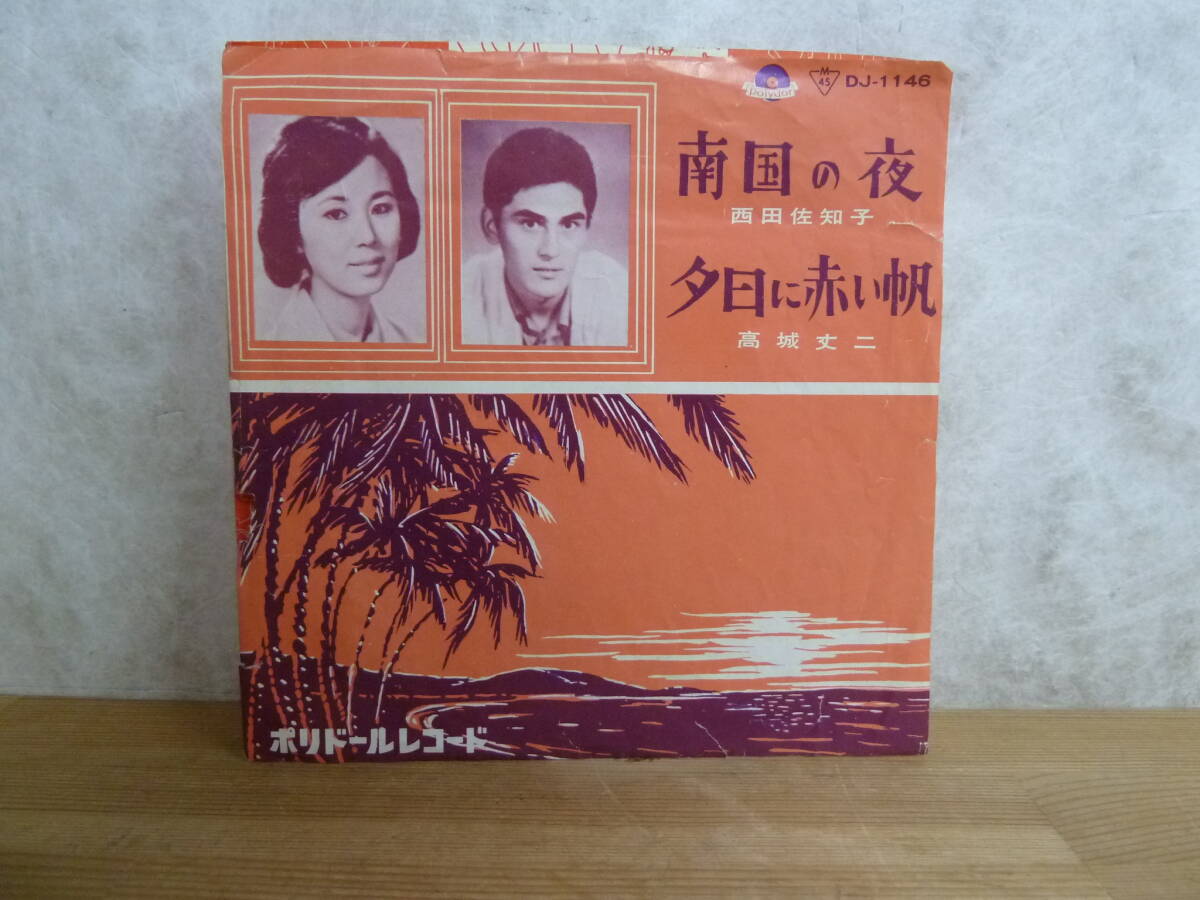 Polydor
M
45
DJ-1146
南国の夜
西田佐知子
夕日に赤い帆
高城丈二
ポリドールレコード